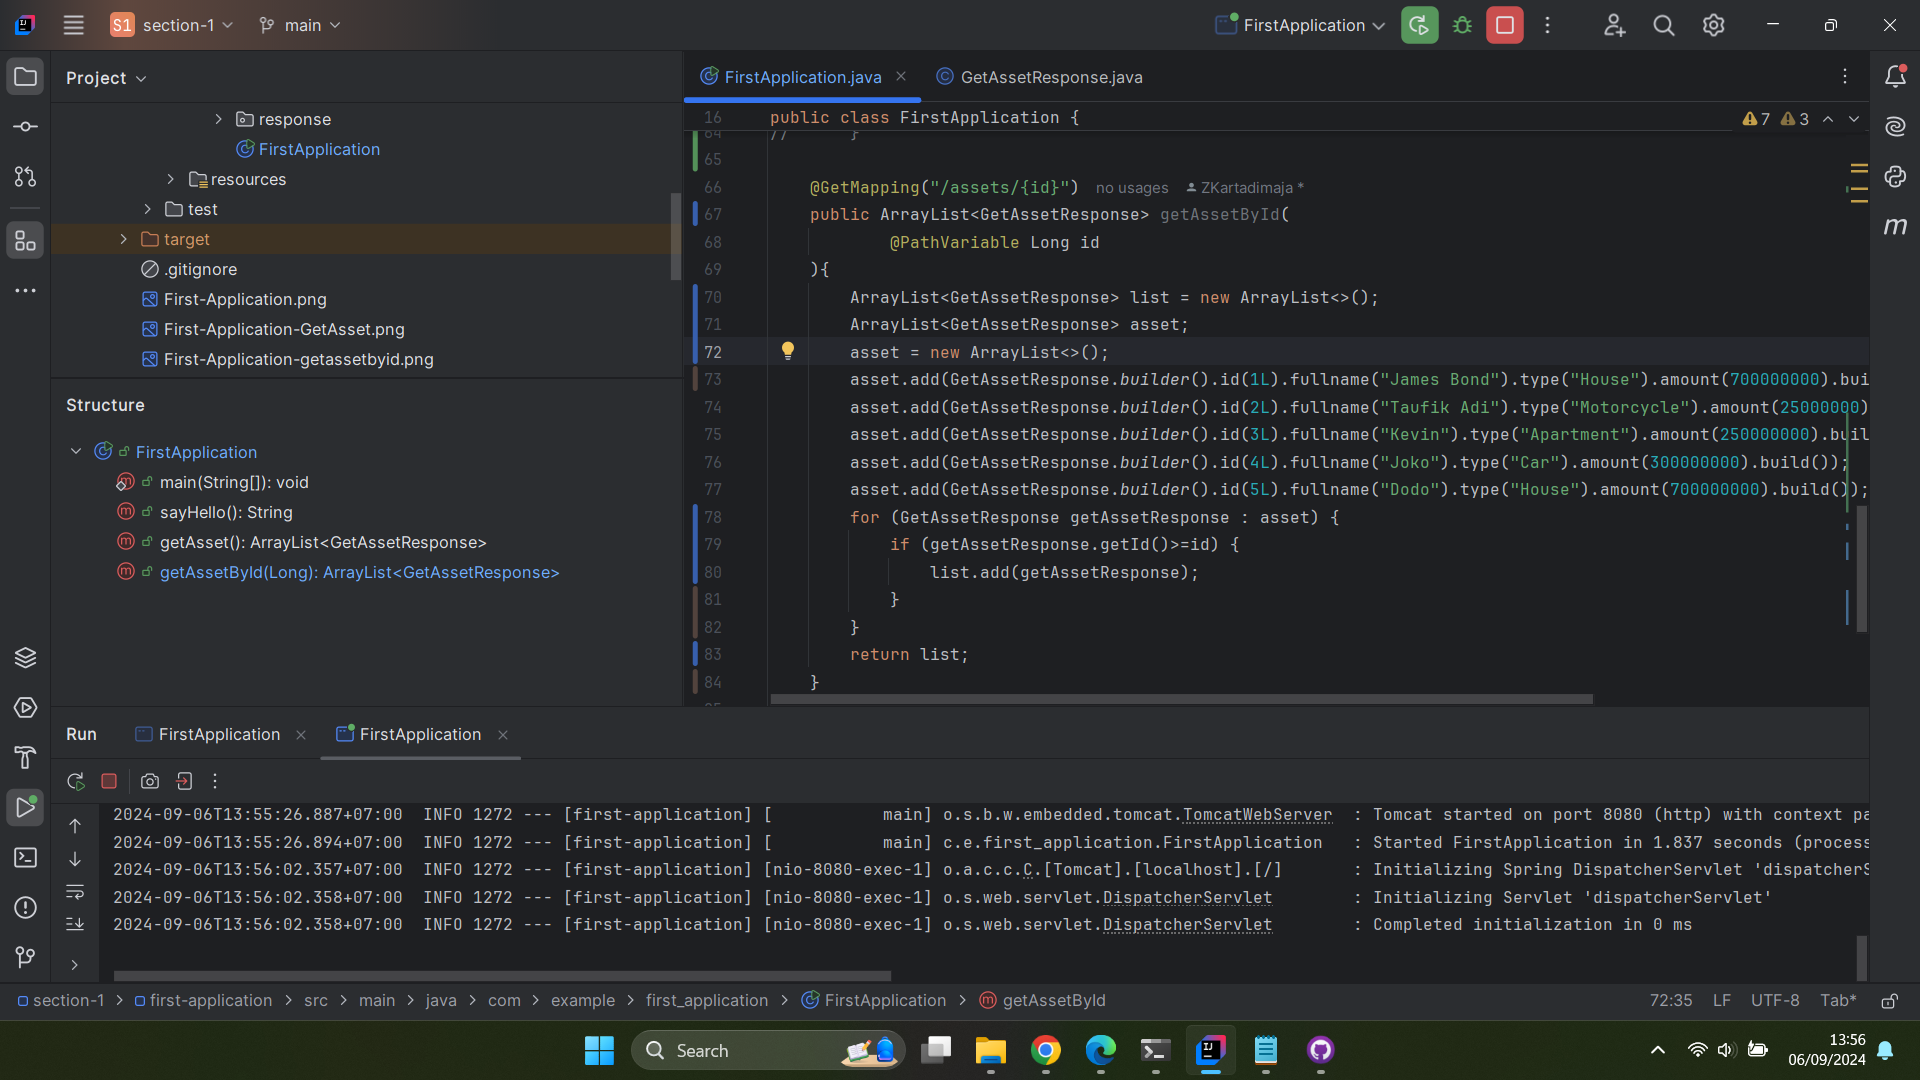 S1 section-1 main FirstApplication
Project
response
FirstApplication
resources
test
target
.gitignore
First-Application.png
First-Application-GetAsset.png
First-Application-getassetbyid.png
Structure
FirstApplication
main(String[]): void
sayHello(): String
getAsset(): ArrayList<GetAssetResponse>
getAssetById(Long): ArrayList<GetAssetResponse>
FirstApplication.java GetAssetResponse.java
16 public class FirstApplication { 7 3
64 // }
65
66 @GetMapping("/assets/{id}") no usages ZKartadimaja *
67 public ArrayList<GetAssetResponse> getAssetById(
68 @PathVariable Long id
69 ){
70 ArrayList<GetAssetResponse> list = new ArrayList<>();
71 ArrayList<GetAssetResponse> asset;
72 asset = new ArrayList<>();
73 asset.add(GetAssetResponse.builder().id(1L).fullname("James Bond").type("House").amount(700000000).bui
74 asset.add(GetAssetResponse.builder().id(2L).fullname("Taufik Adi").type("Motorcycle").amount(25000000)
75 asset.add(GetAssetResponse.builder().id(3L).fullname("Kevin").type("Apartment").amount(250000000).buil
76 asset.add(GetAssetResponse.builder().id(4L).fullname("Joko").type("Car").amount(300000000).build());
77 asset.add(GetAssetResponse.builder().id(5L).fullname("Dodo").type("House").amount(700000000).build());
78 for (GetAssetResponse getAssetResponse : asset) {
79 if (getAssetResponse.getId()>=id) {
80 list.add(getAssetResponse);
81 }
82 }
83 return list;
84 }
Run FirstApplication FirstApplication
2024-09-06T13:55:26.887+07:00 INFO 1272 --- [first-application] [ main] o.s.b.w.embedded.tomcat.TomcatWebServer : Tomcat started on port 8080 (http) with context pa
2024-09-06T13:55:26.894+07:00 INFO 1272 --- [first-application] [ main] c.e.first_application.FirstApplication : Started FirstApplication in 1.837 seconds (process
2024-09-06T13:56:02.357+07:00 INFO 1272 --- [first-application] [nio-8080-exec-1] o.a.c.c.C.[Tomcat].[localhost].[/] : Initializing Spring DispatcherServlet 'dispatcherS
2024-09-06T13:56:02.358+07:00 INFO 1272 --- [first-application] [nio-8080-exec-1] o.s.web.servlet.DispatcherServlet : Initializing Servlet 'dispatcherServlet'
2024-09-06T13:56:02.358+07:00 INFO 1272 --- [first-application] [nio-8080-exec-1] o.s.web.servlet.DispatcherServlet : Completed initialization in 0 ms
section-1 > first-application > src > main > java > com > example > first_application > FirstApplication > getAssetById 72:35 LF UTF-8 Tab*
Search
13:56
06/09/2024